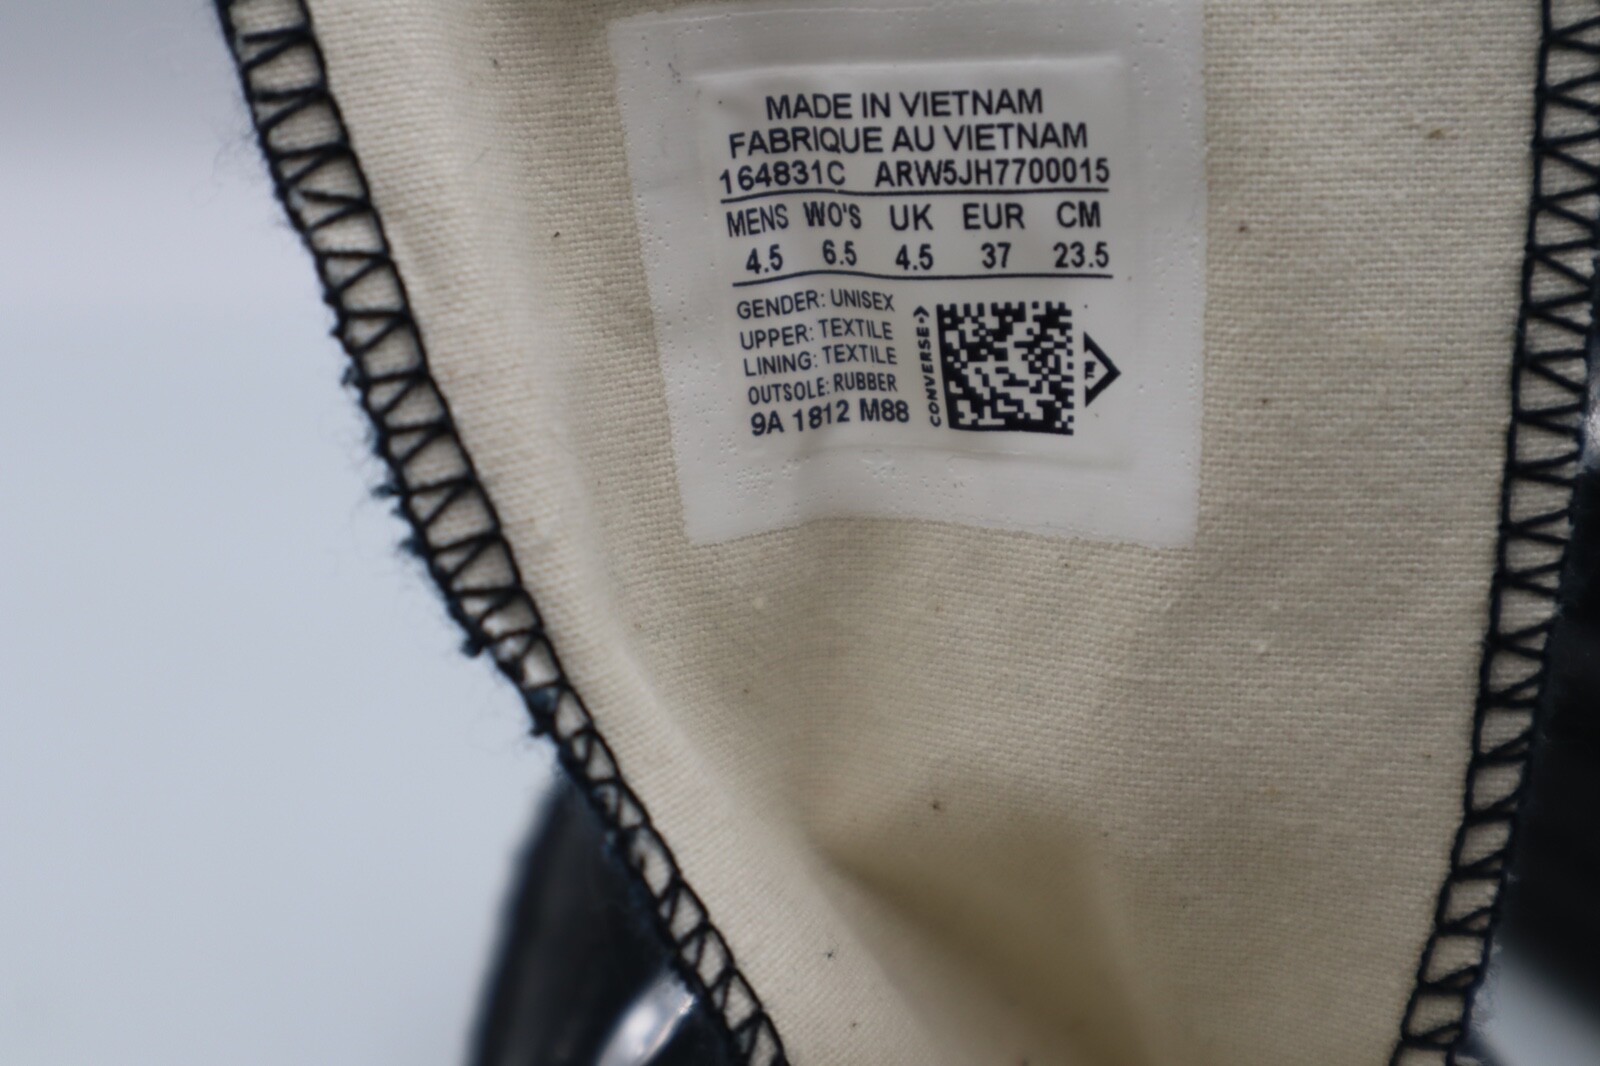 MADE IN VIETNAM
FABRIQUE AU VIETNAM
164831C ARW5JH7700015
MENS WO'S UK EUR CM
4.5 6.5 4.5 37 23.5
GENDER: UNISEX
UPPER: TEXTILE
LINING: TEXTILE
OUTSOLE: RUBBER
9A 1812 M88
CONVERSE
TM